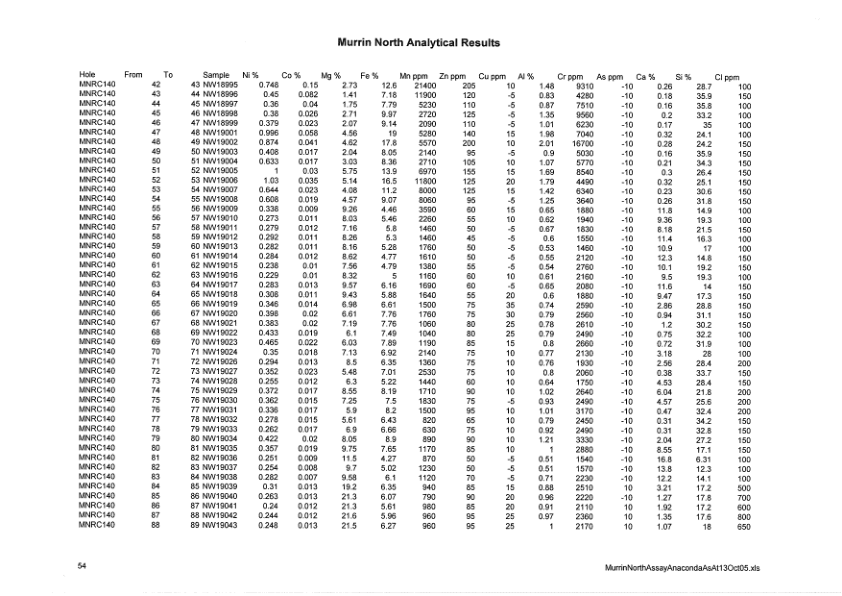 Murrin North Analytical Results
Hole From To Sample Ni % Co % Mg % Fe % Mn ppm Zn ppm Cu ppm Al % Cr ppm As ppm Ca % Si % Cl ppm
MNRC140 42 43 NW18995 0.748 0.15 2.73 12.6 21400 205 10 1.48 9310 -10 0.26 28.7 100
MNRC140 43 44 NW18996 0.45 0.082 1.41 7.18 11900 120 -5 0.83 4280 -10 0.18 35.9 150
MNRC140 44 45 NW18997 0.36 0.04 1.75 7.79 5230 110 -5 0.87 7510 -10 0.16 35.8 100
MNRC140 45 46 NW18998 0.38 0.026 2.71 9.97 2720 125 -5 1.35 9560 -10 0.2 33.2 100
MNRC140 46 47 NW18999 0.379 0.023 2.07 9.14 2090 110 -5 1.01 6230 -10 0.17 35 100
MNRC140 47 48 NW19001 0.996 0.058 4.56 19 5280 140 15 1.98 7040 -10 0.32 24.1 100
MNRC140 48 49 NW19002 0.874 0.041 4.62 17.8 5570 200 10 2.01 16700 -10 0.28 24.2 150
MNRC140 49 50 NW19003 0.408 0.017 2.04 8.05 2140 95 -5 0.9 5030 -10 0.16 35.9 150
MNRC140 50 51 NW19004 0.633 0.017 3.03 8.36 2710 105 10 1.07 5770 -10 0.21 34.3 150
MNRC140 51 52 NW19005 1 0.03 5.75 13.9 6970 155 15 1.69 8540 -10 0.3 26.4 150
MNRC140 52 53 NW19006 1.03 0.035 5.14 16.5 11800 125 20 1.79 4490 -10 0.32 25.1 150
MNRC140 53 54 NW19007 0.644 0.023 4.08 11.2 8000 125 15 1.42 6340 -10 0.23 30.6 150
MNRC140 54 55 NW19008 0.608 0.019 4.57 9.07 8060 95 -5 1.25 3640 -10 0.26 31.8 150
MNRC140 55 56 NW19009 0.338 0.009 9.26 4.46 3590 60 15 0.65 1880 -10 11.8 14.9 100
MNRC140 56 57 NW19010 0.273 0.011 8.03 5.46 2260 55 10 0.62 1940 -10 9.36 19.3 100
MNRC140 57 58 NW19011 0.279 0.012 7.16 5.8 1460 50 -5 0.67 1830 -10 8.18 21.5 150
MNRC140 58 59 NW19012 0.292 0.011 8.26 5.3 1460 45 -5 0.6 1550 -10 11.4 16.3 100
MNRC140 59 60 NW19013 0.282 0.011 8.16 5.28 1760 50 -5 0.53 1460 -10 10.9 17 100
MNRC140 60 61 NW19014 0.284 0.012 8.62 4.77 1610 50 -5 0.55 2120 -10 12.3 14.8 150
MNRC140 61 62 NW19015 0.238 0.01 7.56 4.79 1380 55 -5 0.54 2760 -10 10.1 19.2 150
MNRC140 62 63 NW19016 0.229 0.01 8.32 5 1160 60 10 0.61 2160 -10 9.5 19.3 100
MNRC140 63 64 NW19017 0.283 0.013 9.57 6.16 1690 60 -5 0.65 2080 -10 11.6 14 150
MNRC140 64 65 NW19018 0.308 0.011 9.43 5.88 1640 55 20 0.6 1880 -10 9.47 17.3 150
MNRC140 65 66 NW19019 0.346 0.014 6.98 6.61 1500 75 35 0.74 2590 -10 2.86 28.8 150
MNRC140 66 67 NW19020 0.398 0.02 6.61 7.76 1760 75 30 0.79 2560 -10 0.94 31.1 150
MNRC140 67 68 NW19021 0.383 0.02 7.19 7.76 1060 80 25 0.78 2610 -10 1.2 30.2 150
MNRC140 68 69 NW19022 0.433 0.019 6.1 7.49 1040 80 25 0.79 2490 -10 0.75 32.2 100
MNRC140 69 70 NW19023 0.465 0.022 6.03 7.89 1190 85 15 0.8 2660 -10 0.72 31.9 100
MNRC140 70 71 NW19024 0.35 0.018 7.13 6.92 2140 75 10 0.77 2130 -10 3.18 28 100
MNRC140 71 72 NW19026 0.294 0.013 8.5 6.35 1360 75 10 0.76 1930 -10 2.56 28.4 200
MNRC140 72 73 NW19027 0.352 0.023 5.48 7.01 2530 75 10 0.8 2060 -10 0.38 33.7 150
MNRC140 73 74 NW19028 0.255 0.012 6.3 5.22 1440 60 10 0.64 1750 -10 4.53 28.4 150
MNRC140 74 75 NW19029 0.372 0.017 8.55 8.19 1710 90 10 1.02 2640 -10 6.04 21.8 200
MNRC140 75 76 NW19030 0.362 0.015 7.25 7.5 1830 75 -5 0.93 2490 -10 4.57 25.6 200
MNRC140 76 77 NW19031 0.336 0.017 5.9 8.2 1500 95 10 1.01 3170 -10 0.47 32.4 200
MNRC140 77 78 NW19032 0.278 0.015 5.61 6.43 820 65 10 0.79 2450 -10 0.31 34.2 150
MNRC140 78 79 NW19033 0.262 0.017 6.9 6.66 630 75 10 0.92 2490 -10 0.31 32.8 150
MNRC140 79 80 NW19034 0.422 0.02 8.05 8.9 890 90 10 1.21 3330 -10 2.04 27.2 150
MNRC140 80 81 NW19035 0.357 0.019 9.75 7.65 1170 85 10 1 2880 -10 8.55 17.1 150
MNRC140 81 82 NW19036 0.251 0.009 11.5 4.27 870 50 -5 0.51 1540 -10 16.8 6.31 100
MNRC140 82 83 NW19037 0.254 0.008 9.7 5.02 1230 50 -5 0.51 1570 -10 13.8 12.3 100
MNRC140 83 84 NW19038 0.282 0.007 9.58 6.1 1120 70 -5 0.71 2230 -10 12.2 14.1 100
MNRC140 84 85 NW19039 0.31 0.013 19.2 6.35 940 85 15 0.88 2510 10 3.21 17.2 500
MNRC140 85 86 NW19040 0.263 0.013 21.3 6.07 790 90 20 0.96 2220 -10 1.27 17.8 700
MNRC140 86 87 NW19041 0.24 0.012 21.3 5.61 980 85 20 0.91 2110 10 1.92 17.2 600
MNRC140 87 88 NW19042 0.244 0.012 21.6 5.96 960 95 25 0.97 2360 10 1.35 17.6 800
MNRC140 88 89 NW19043 0.248 0.013 21.5 6.27 960 95 25 1 2170 10 1.07 18 650
54 MurrinNorthAssayAnacondaAsAt13Oct05.xls